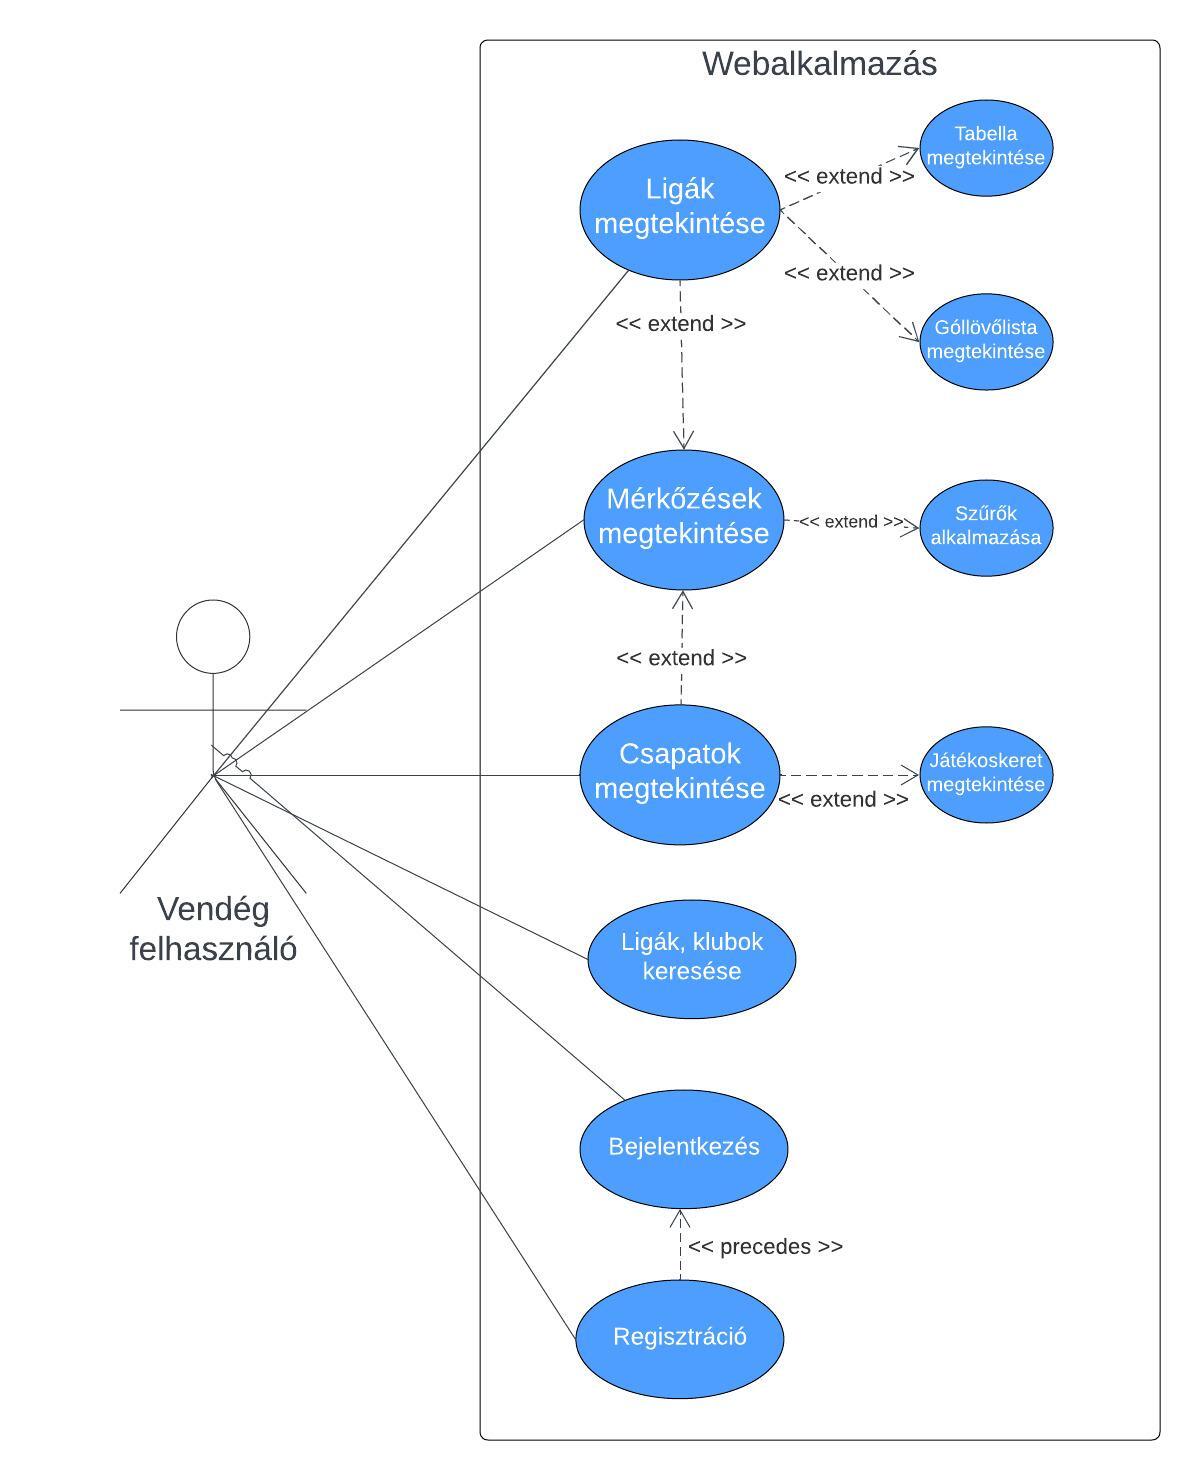 Webalkalmazás
Tabella
megtekintése
Ligák
megtekintése
<< extend >>
<< extend >>
Góllövőlista
megtekintése
<< extend >>
Mérkőzések
megtekintése
<< extend >>
Szűrők
alkalmazása
<< extend >>
Csapatok
megtekintése
<< extend >>
Játékoskeret
megtekintése
Vendég
felhasználó
Ligák, klubok
keresése
Bejelentkezés
<< precedes >>
Regisztráció